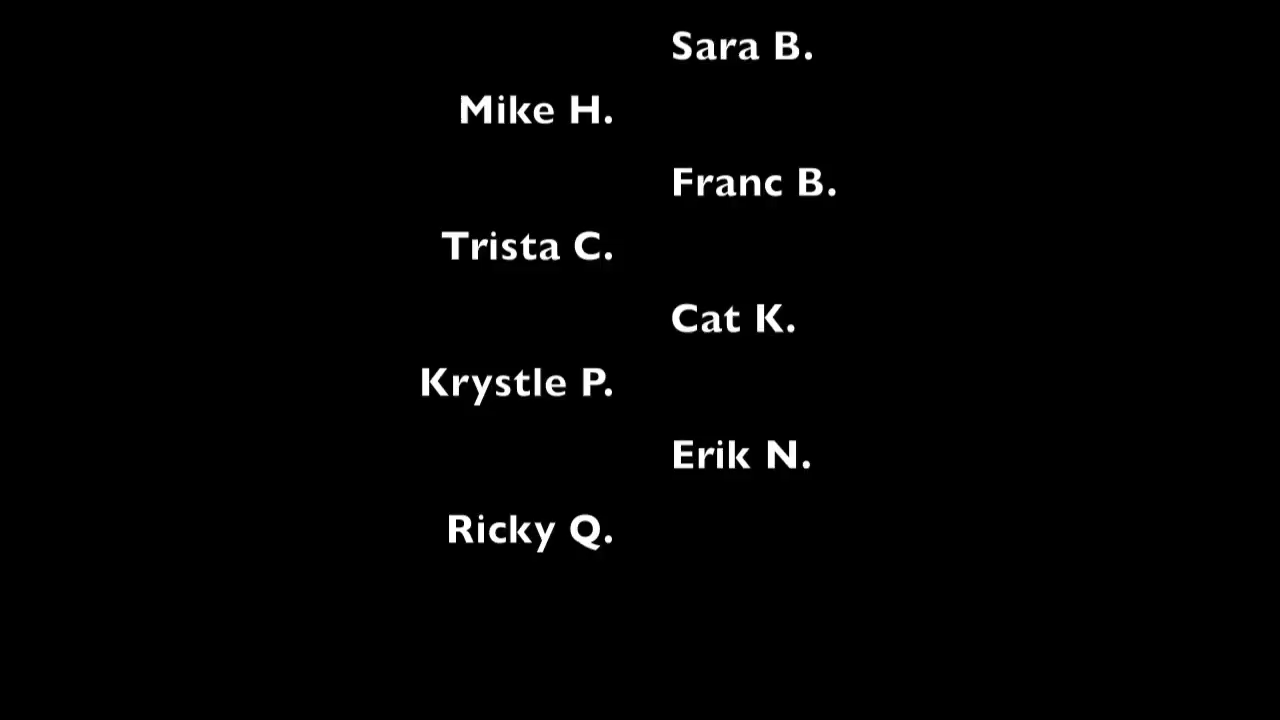 Sara B.
Mike H.
Franc B.
Trista C.
Cat K.
Krystle P.
Erik N.
Ricky Q.